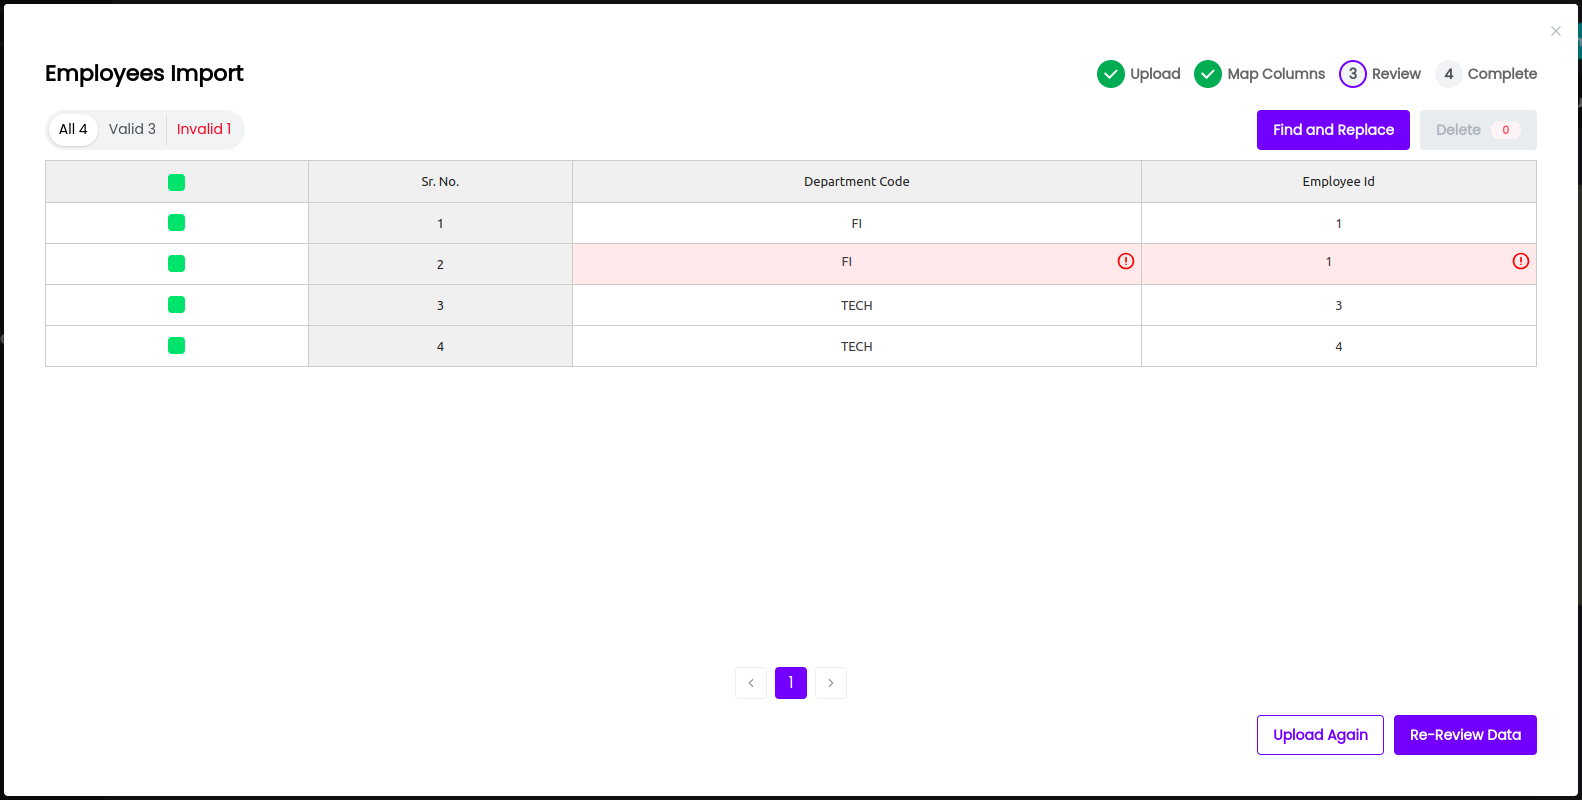 Employees Import
Upload Map Columns 3 Review 4 Complete
All 4 Valid 3 Invalid 1
Find and Replace Delete 0
Sr. No. Department Code Employee Id
1 FI 1
2 FI 1
3 TECH 3
4 TECH 4
1
Upload Again Re-Review Data